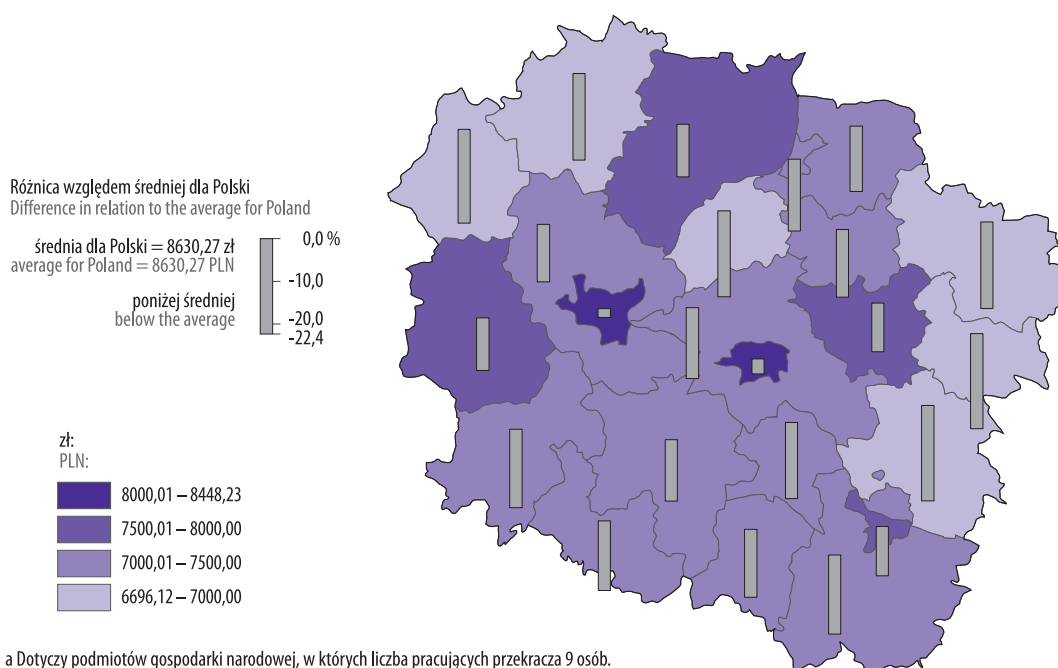 Różnica względem średniej dla Polski
Difference in relation to the average for Poland
średnia dla Polski = 8630,27 zł
average for Poland = 8630,27 PLN
poniżej średniej
below the average
0,0 %
-10,0
-20,0
-22,4
zł:
PLN:
8000,01 – 8448,23
7500,01 – 8000,00
7000,01 – 7500,00
6696,12 – 7000,00
a Dotyczy podmiotów gospodarki narodowej, w których liczba pracujących przekracza 9 osób.